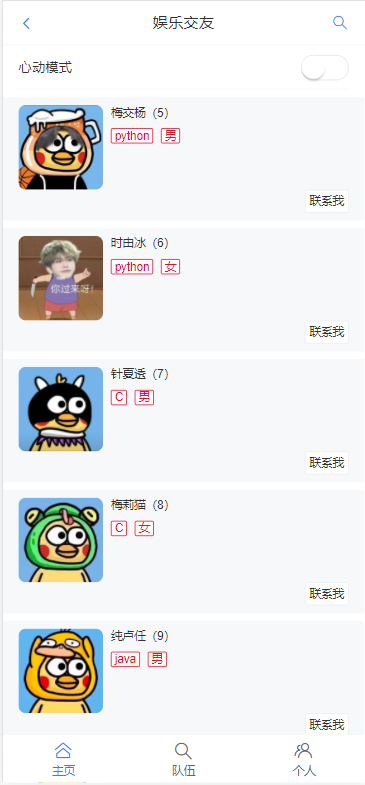 娱乐交友
心动模式
梅交杨（5）
python 男
联系我
时由冰（6）
python 女
你过来呀!
联系我
针夏透（7）
C 男
联系我
梅莉猫（8）
C 女
联系我
纯卢任（9）
java 男
联系我
主页 队伍 个人